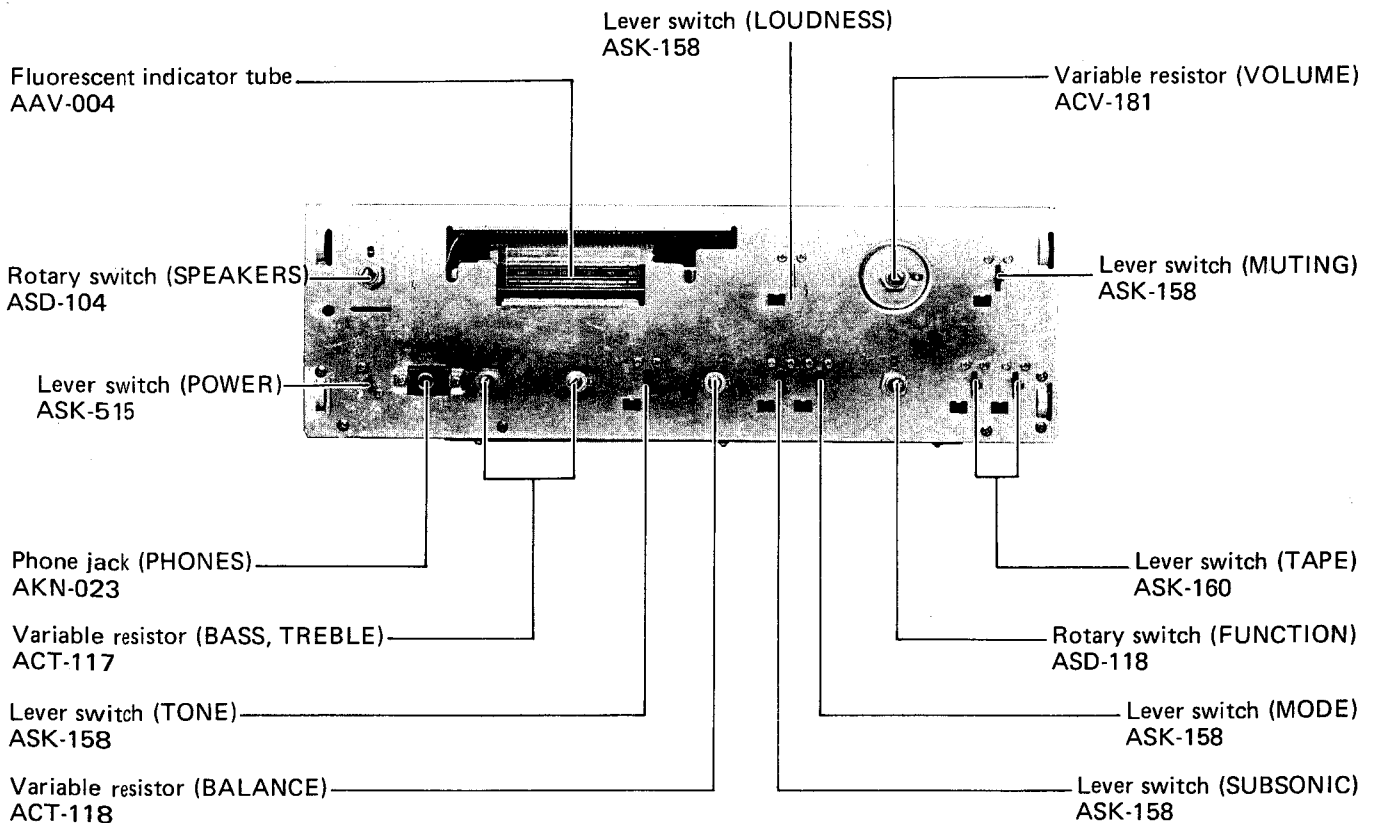 Lever switch (LOUDNESS)
ASK-158
Fluorescent indicator tube
AAV-004
Variable resistor (VOLUME)
ACV-181
Rotary switch (SPEAKERS)
ASD-104
Lever switch (MUTING)
ASK-158
Lever switch (POWER)
ASK-515
Phone jack (PHONES)
AKN-023
Lever switch (TAPE)
ASK-160
Variable resistor (BASS, TREBLE)
ACT-117
Rotary switch (FUNCTION)
ASD-118
Lever switch (TONE)
ASK-158
Lever switch (MODE)
ASK-158
Variable resistor (BALANCE)
ACT-118
Lever switch (SUBSONIC)
ASK-158